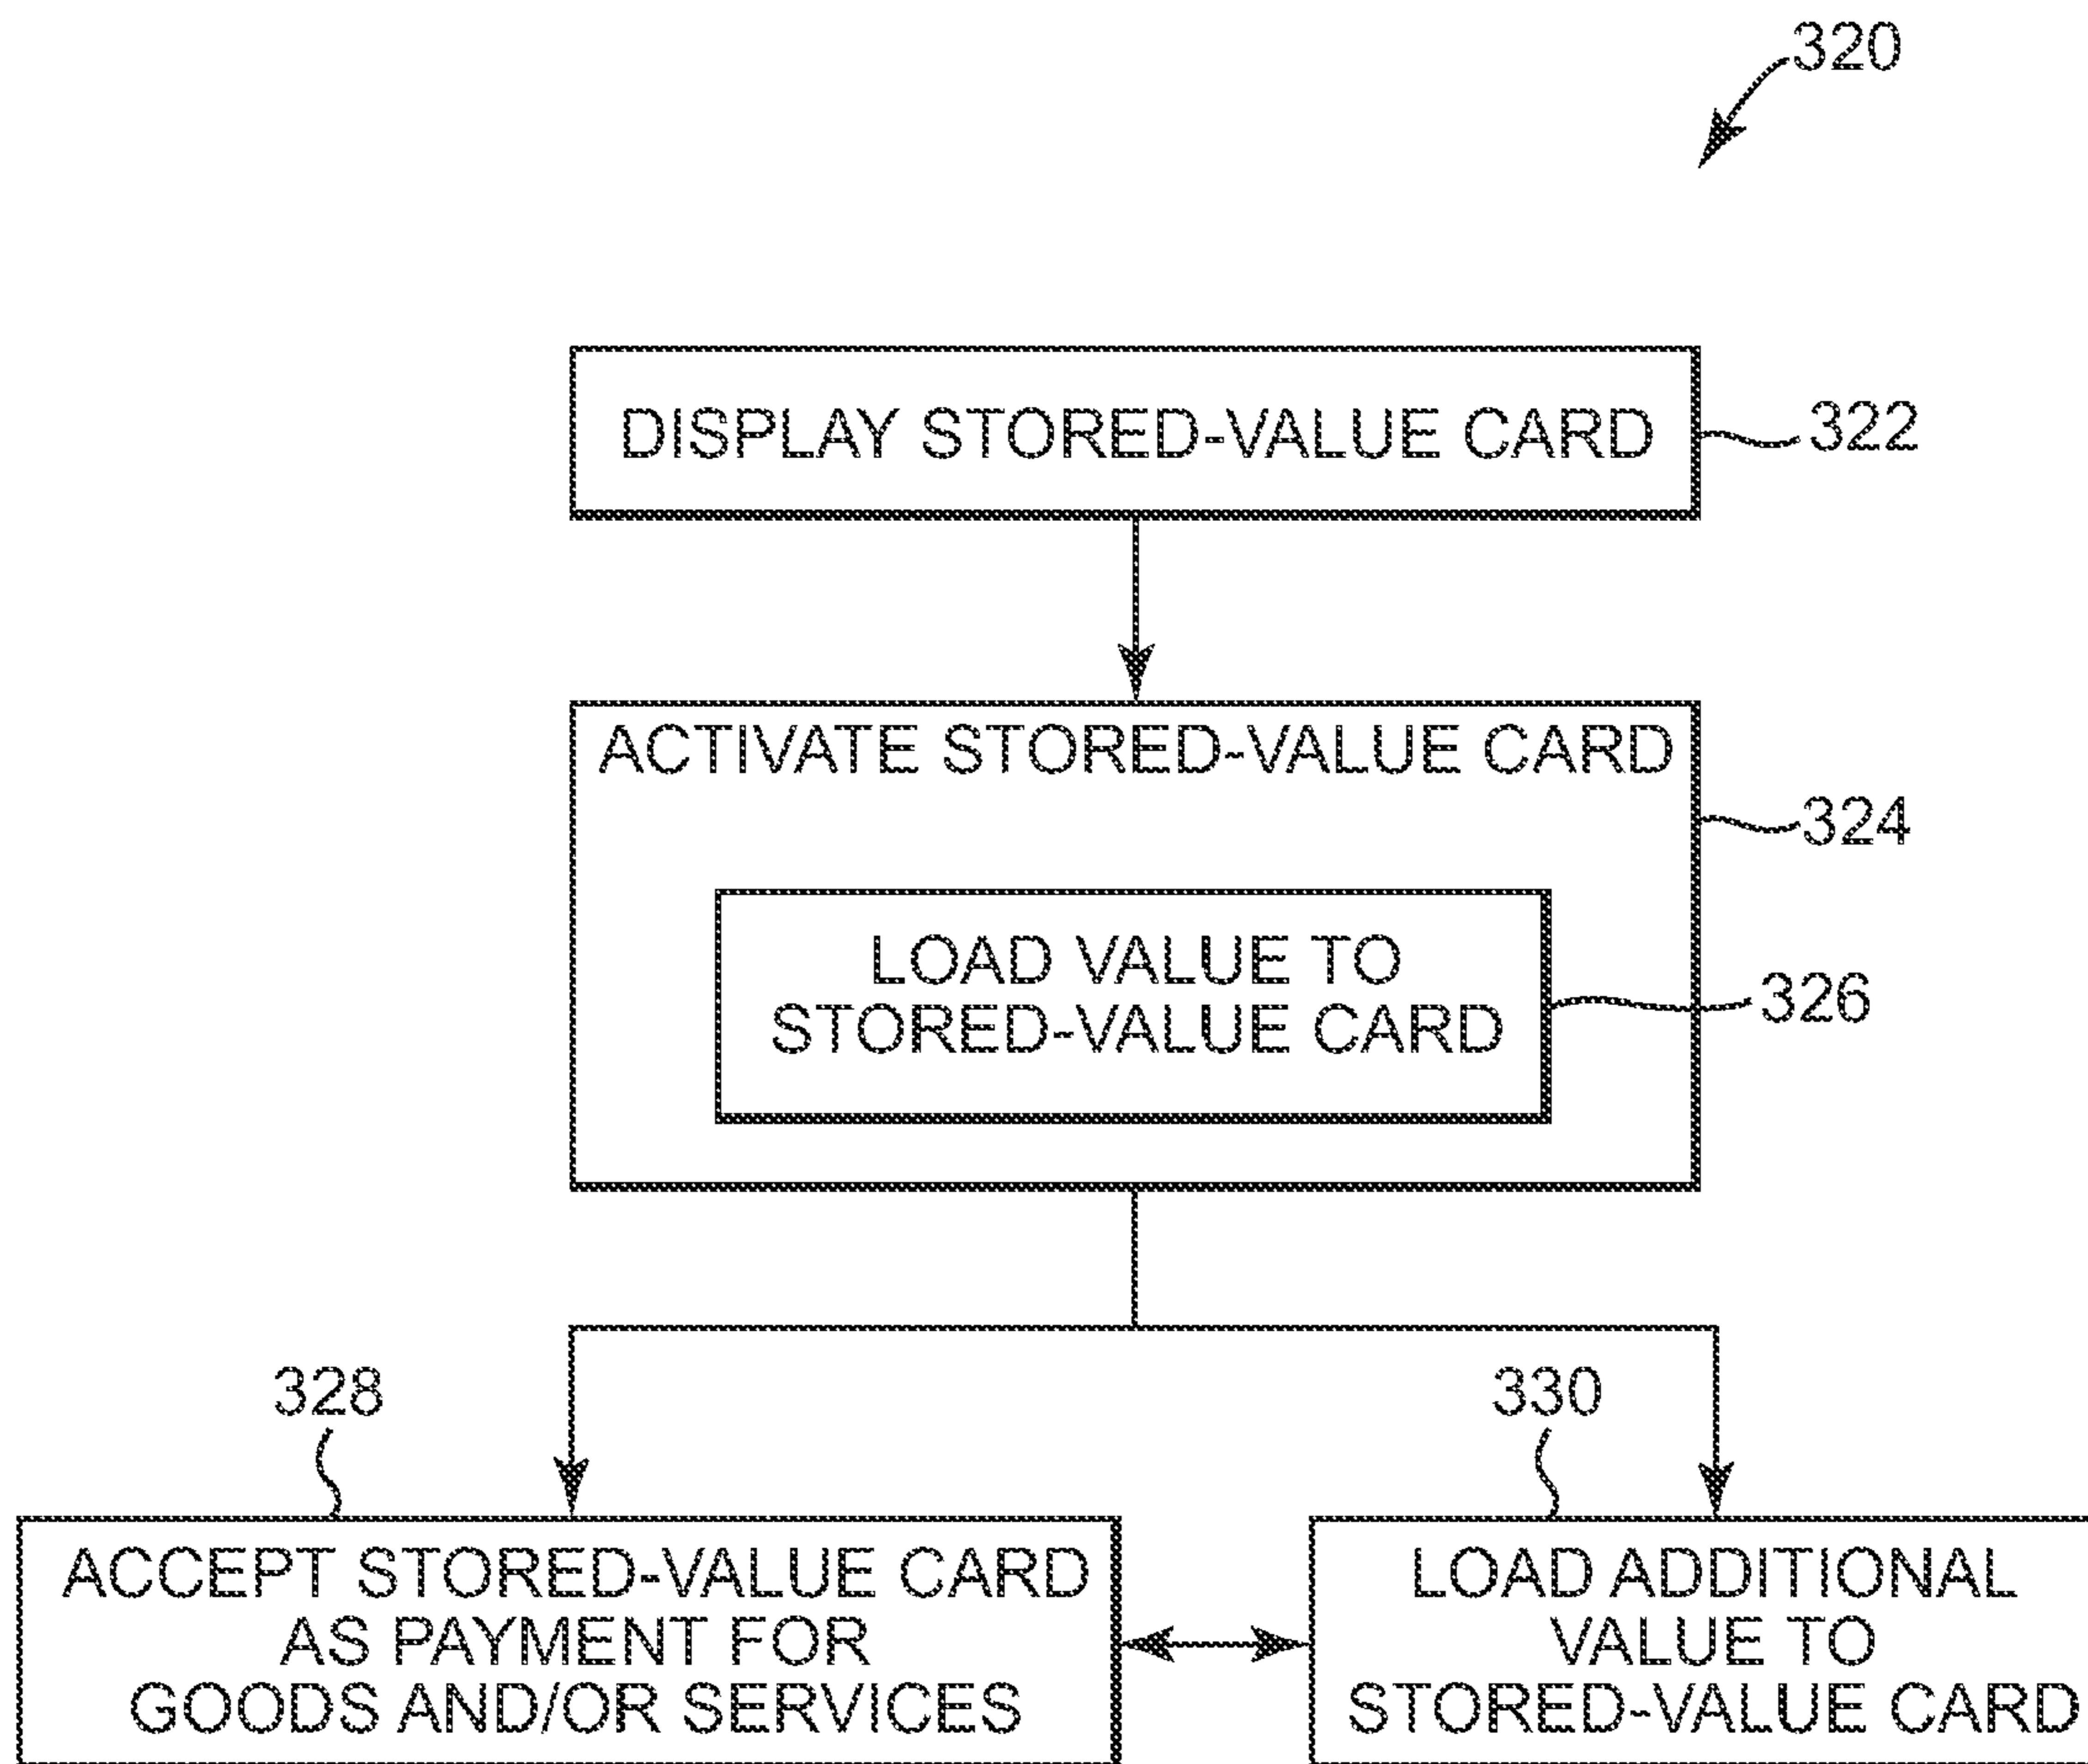 320
DISPLAY STORED-VALUE CARD
322
ACTIVATE STORED-VALUE CARD
324
LOAD VALUE TO
STORED-VALUE CARD
326
328
330
ACCEPT STORED-VALUE CARD
AS PAYMENT FOR
GOODS AND/OR SERVICES
LOAD ADDITIONAL
VALUE TO
STORED-VALUE CARD